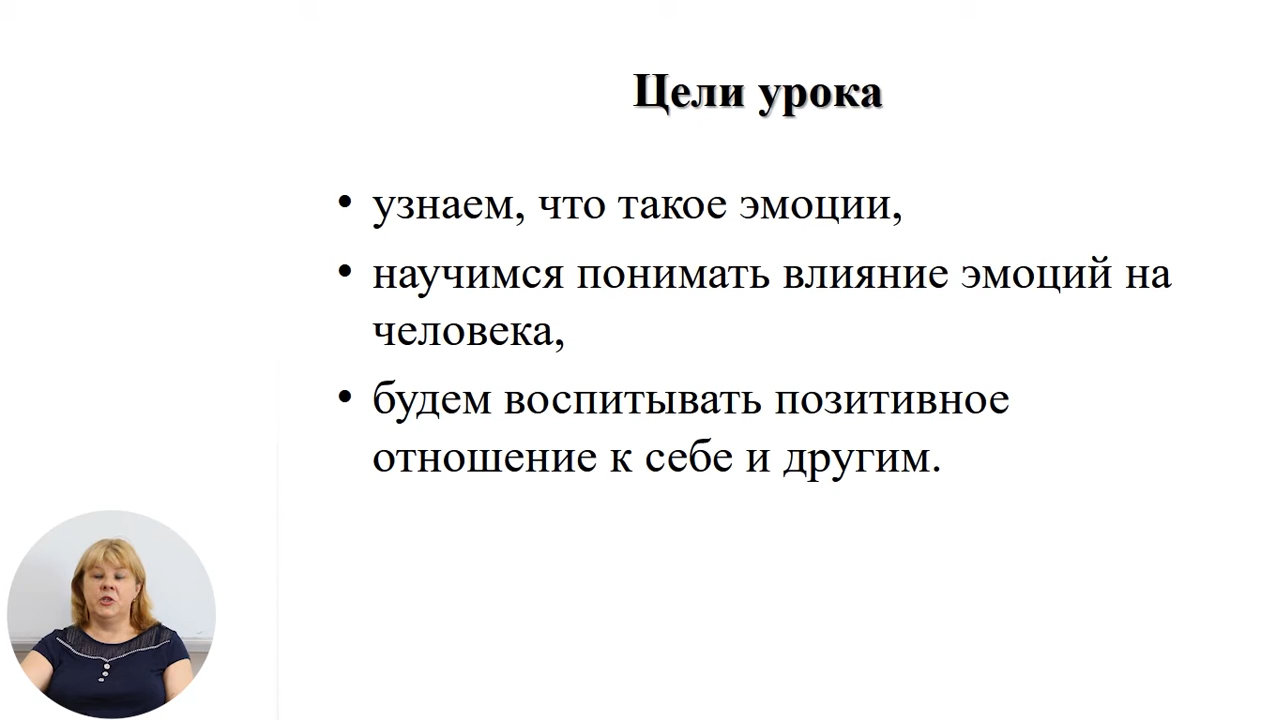 Цели урока
• узнаем, что такое эмоции,
• научимся понимать влияние эмоций на
человека,
• будем воспитывать позитивное
отношение к себе и другим.